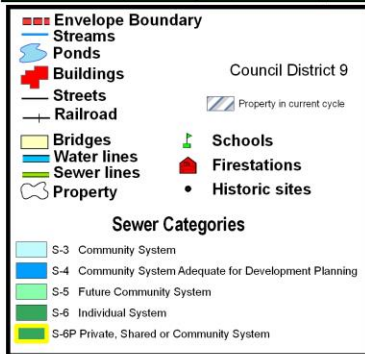 Envelope Boundary
Streams
Ponds
Buildings
Streets
Railroad
Bridges
Water lines
Sewer lines
Property
Council District 9
Property in current cycle
Schools
Firestations
Historic sites
Sewer Categories
S-3 Community System
S-4 Community System Adequate for Development Planning
S-5 Future Community System
S-6 Individual System
S-6P Private, Shared or Community System